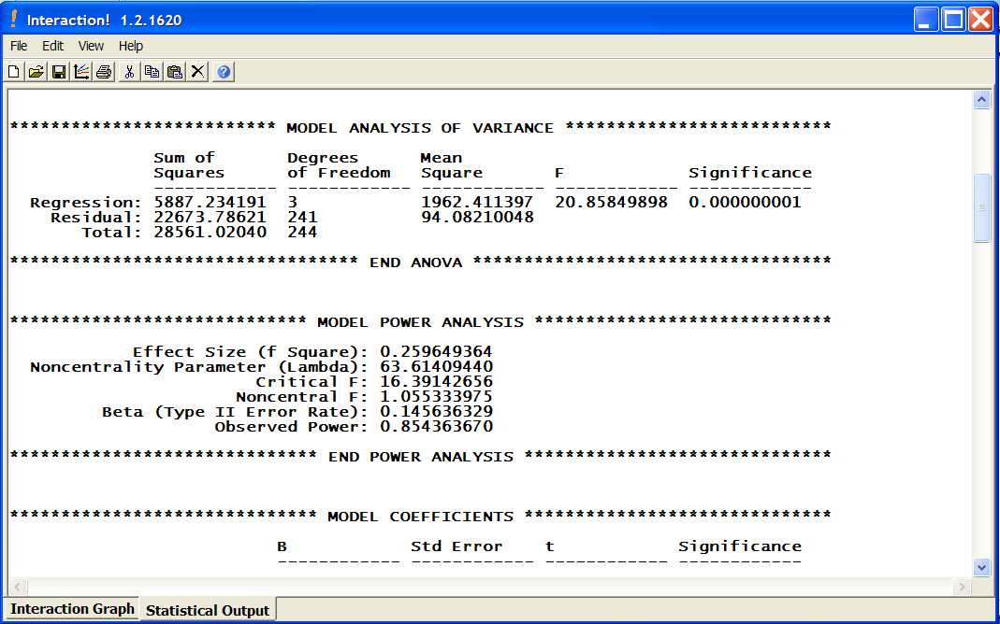 Interaction! 1.2.1620
File Edit View Help
************************** MODEL ANALYSIS OF VARIANCE **************************
Sum of Degrees Mean
Squares of Freedom Square F Significance
------------ ------------ ------------ ------------ ------------
Regression: 5887.234191 3 1962.411397 20.85849898 0.000000001
Residual: 22673.78621 241 94.08210048
Total: 28561.02040 244
********************************** END ANOVA ***********************************
***************************** MODEL POWER ANALYSIS *****************************
Effect Size (f Square): 0.259649364
Noncentrality Parameter (Lambda): 63.61409440
Critical F: 16.39142656
Noncentral F: 1.055333975
Beta (Type II Error Rate): 0.145636329
Observed Power: 0.854363670
****************************** END POWER ANALYSIS ******************************
****************************** MODEL COEFFICIENTS ******************************
B Std Error t Significance
------------ ------------ ------------ ------------
Interaction Graph Statistical Output